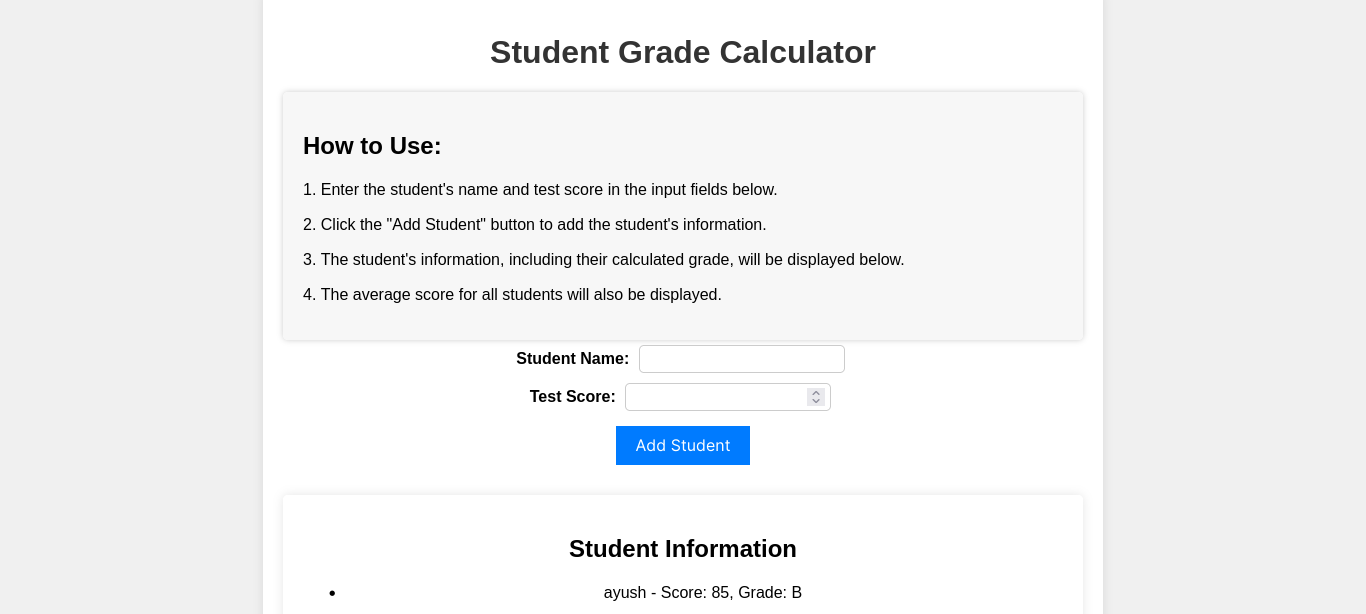 Student Grade Calculator
How to Use:
1. Enter the student's name and test score in the input fields below.
2. Click the "Add Student" button to add the student's information.
3. The student's information, including their calculated grade, will be displayed below.
4. The average score for all students will also be displayed.
Student Name:
Test Score:
Add Student
Student Information
• ayush - Score: 85, Grade: B